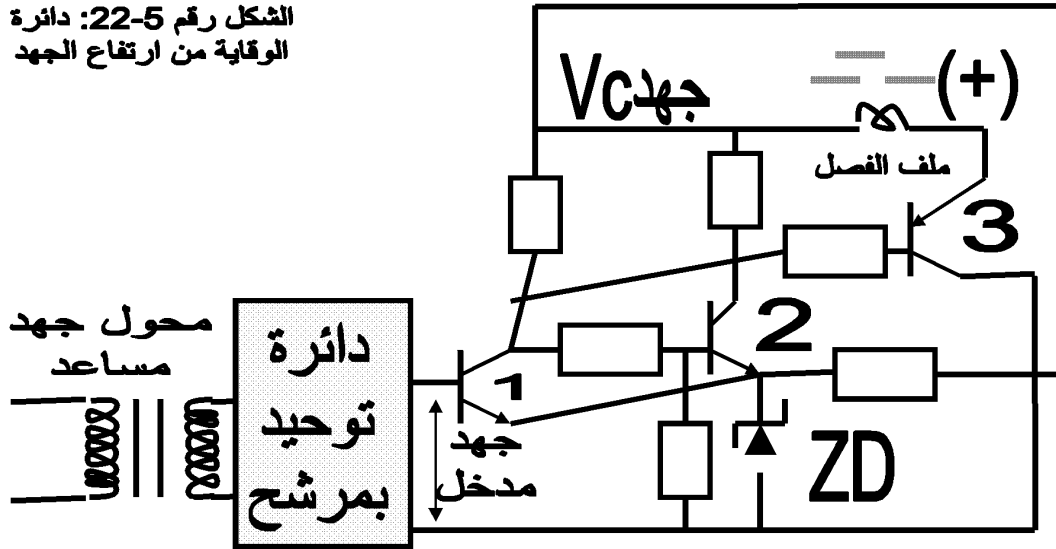 الشكل رقم 5-22: دائرة
الوقاية من ارتفاع الجهد
جهدVc
(+)
ملف الفصل
3
محول جهد
مساعد
دائرة
توحيد
بمرشح
1
2
جهد
مدخل
ZD